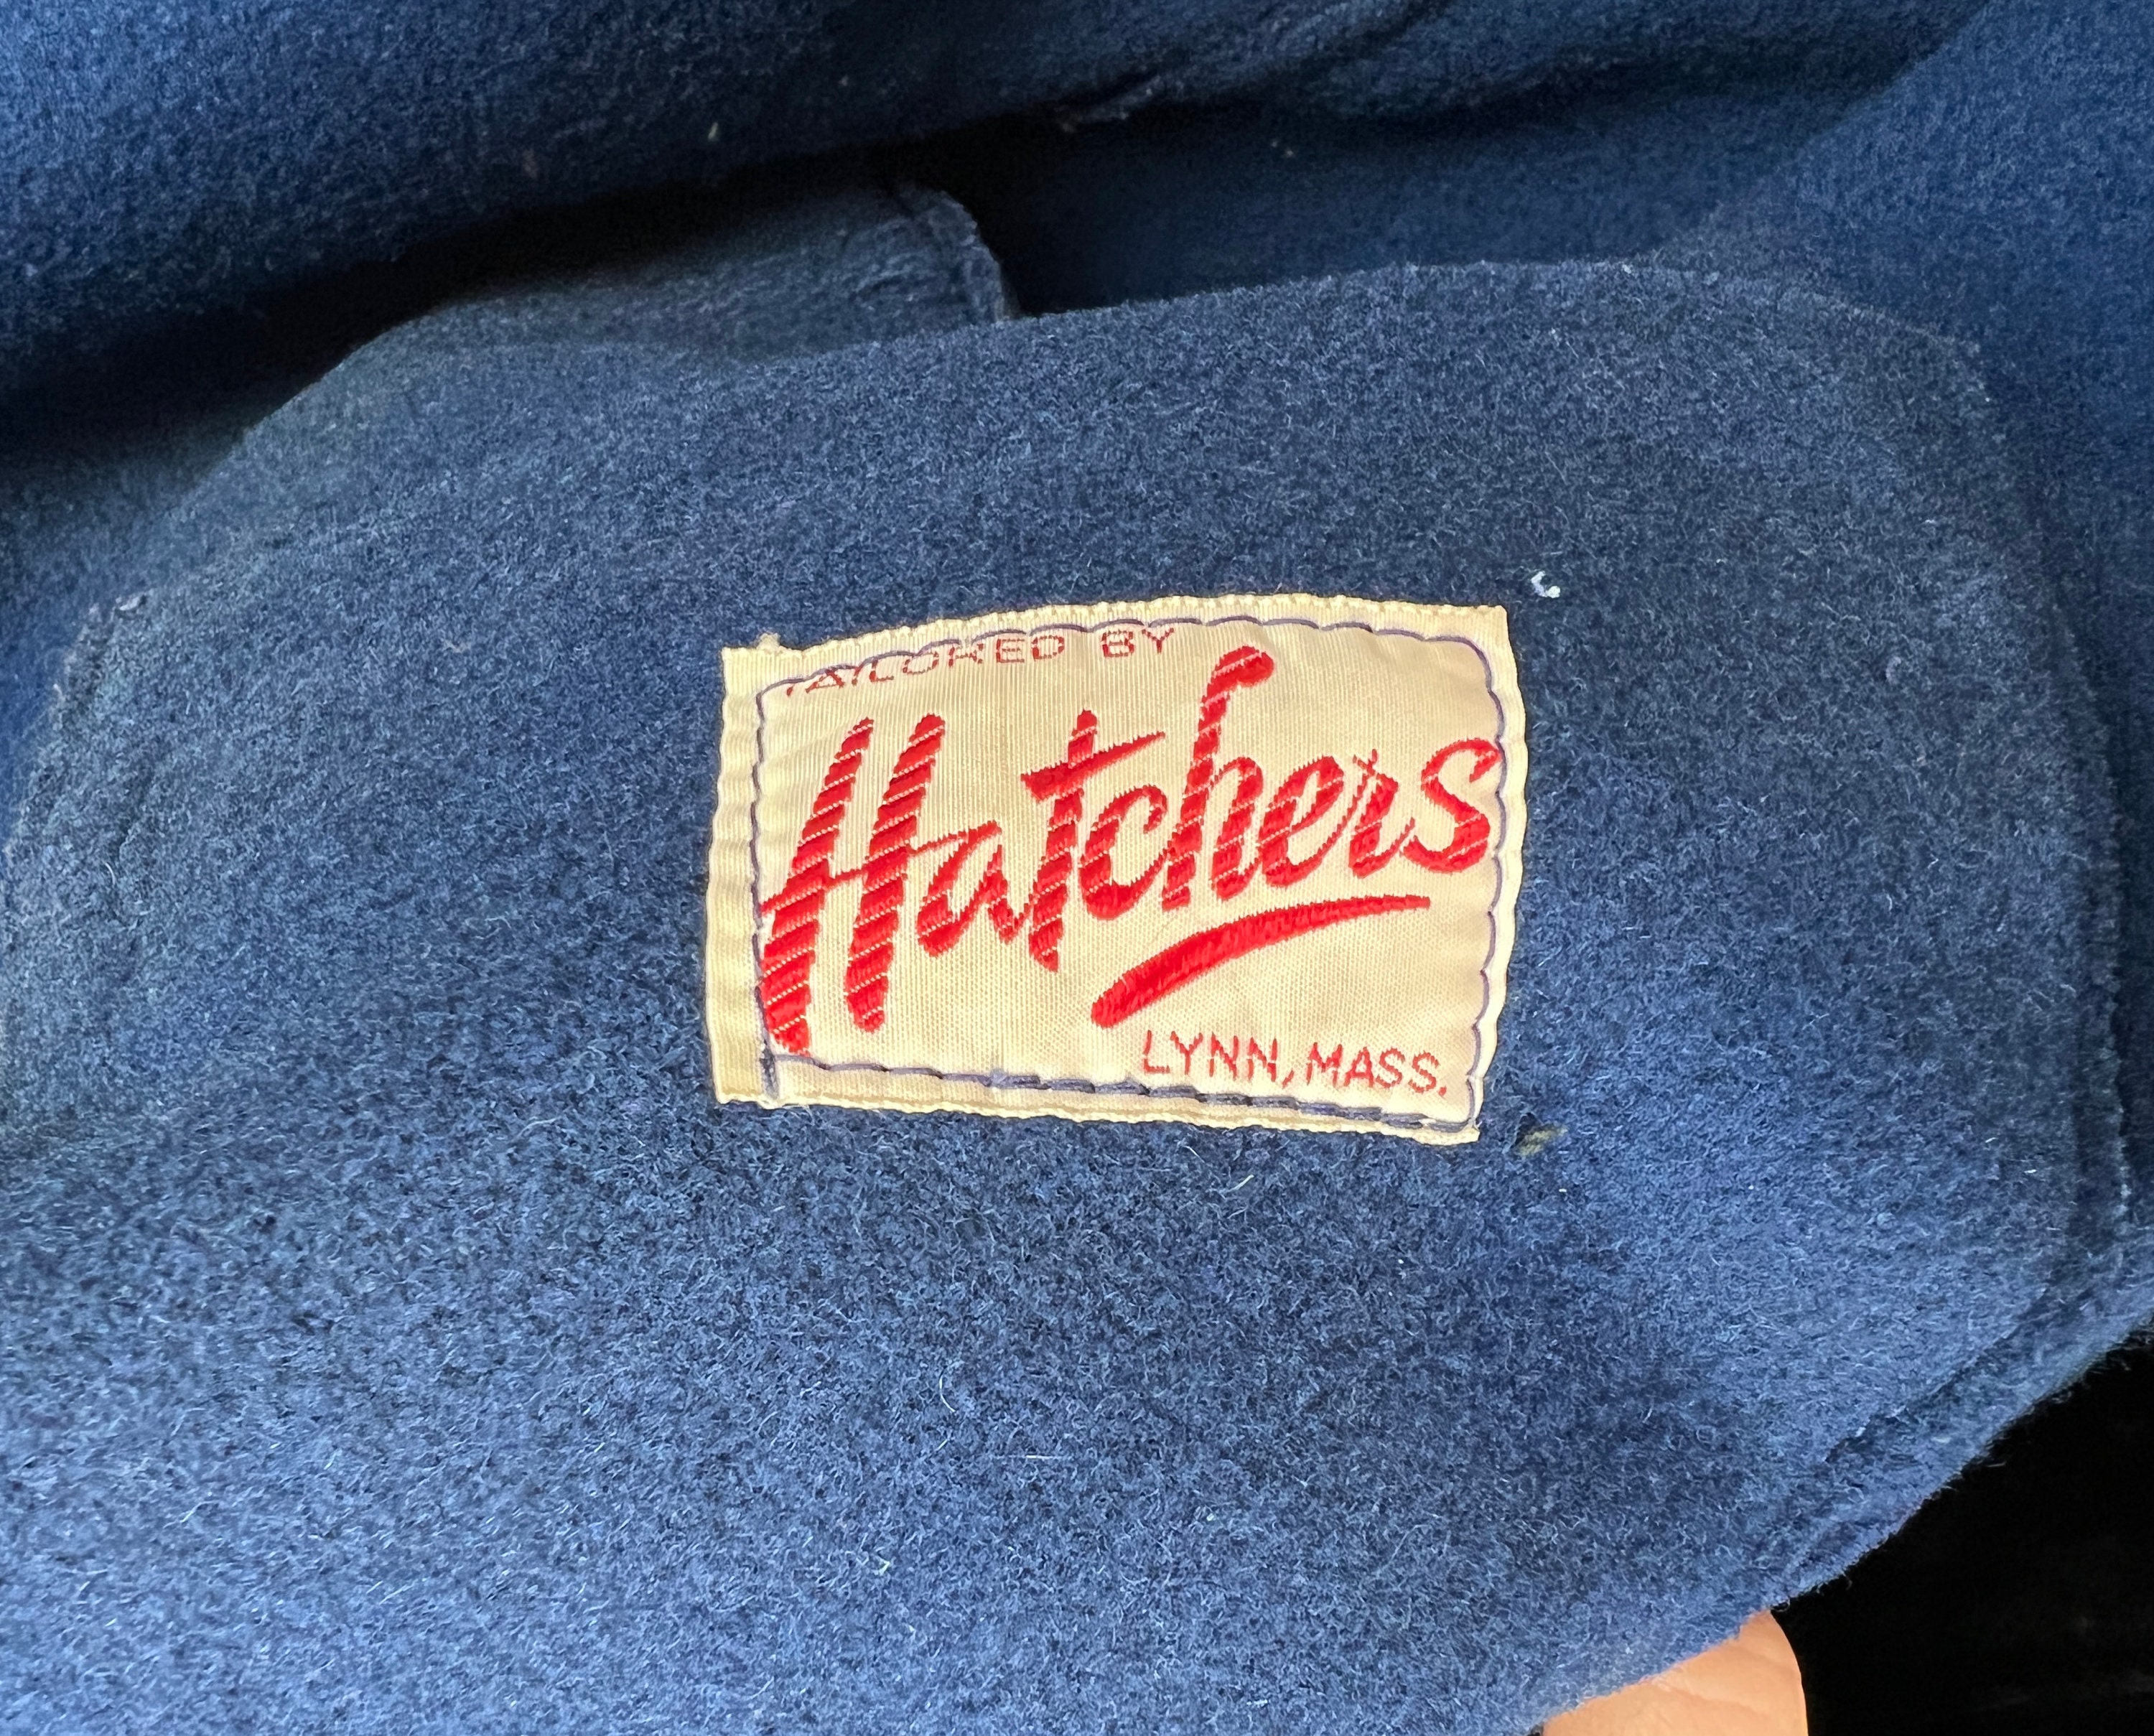 TAILORED BY
Hatchers
LYNN, MASS.